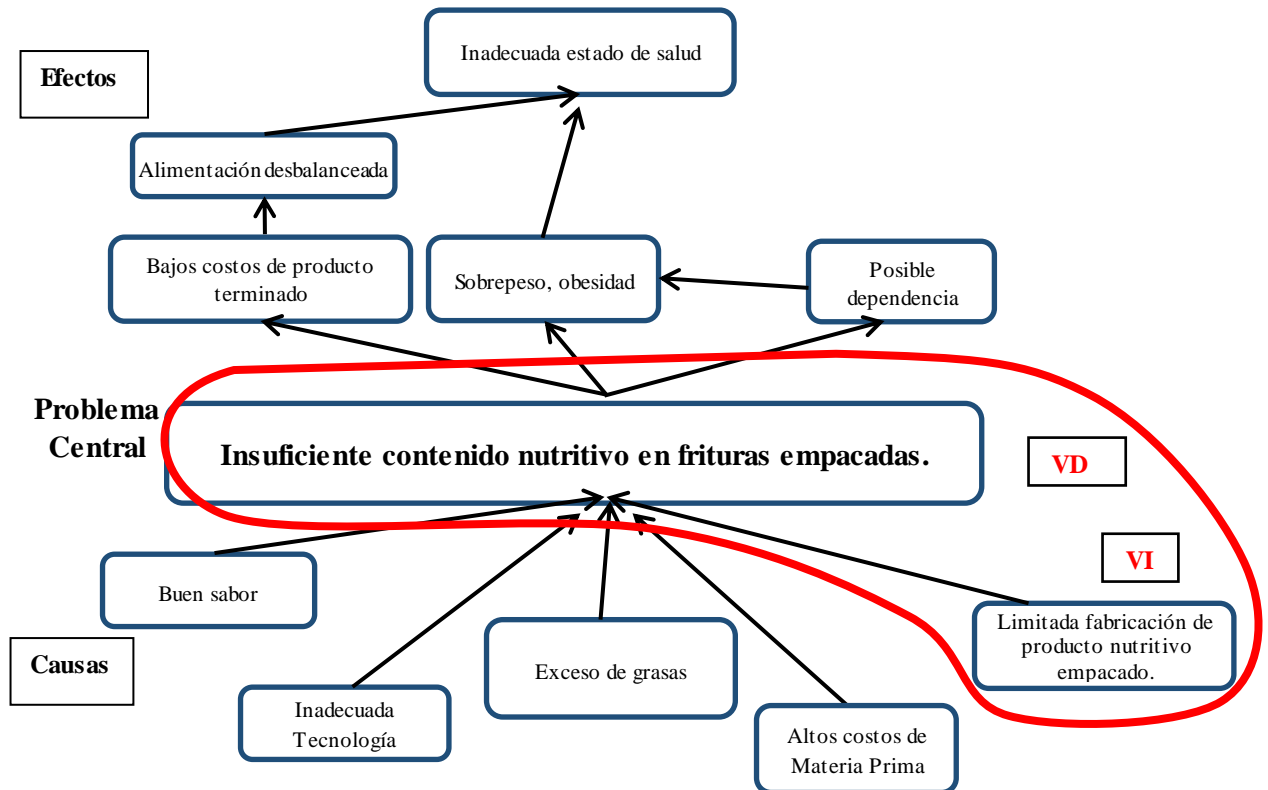 Inadecuada estado de salud
Efectos
Alimentación desbalanceada
Bajos costos de producto
terminado
Sobrepeso, obesidad
Posible
dependencia
Problema
Central
Insuficiente contenido nutritivo en frituras empacadas.
VD
VI
Buen sabor
Limitada fabricación de
producto nutritivo
empacado.
Causas
Exceso de grasas
Inadecuada
Tecnología
Altos costos de
Materia Prima